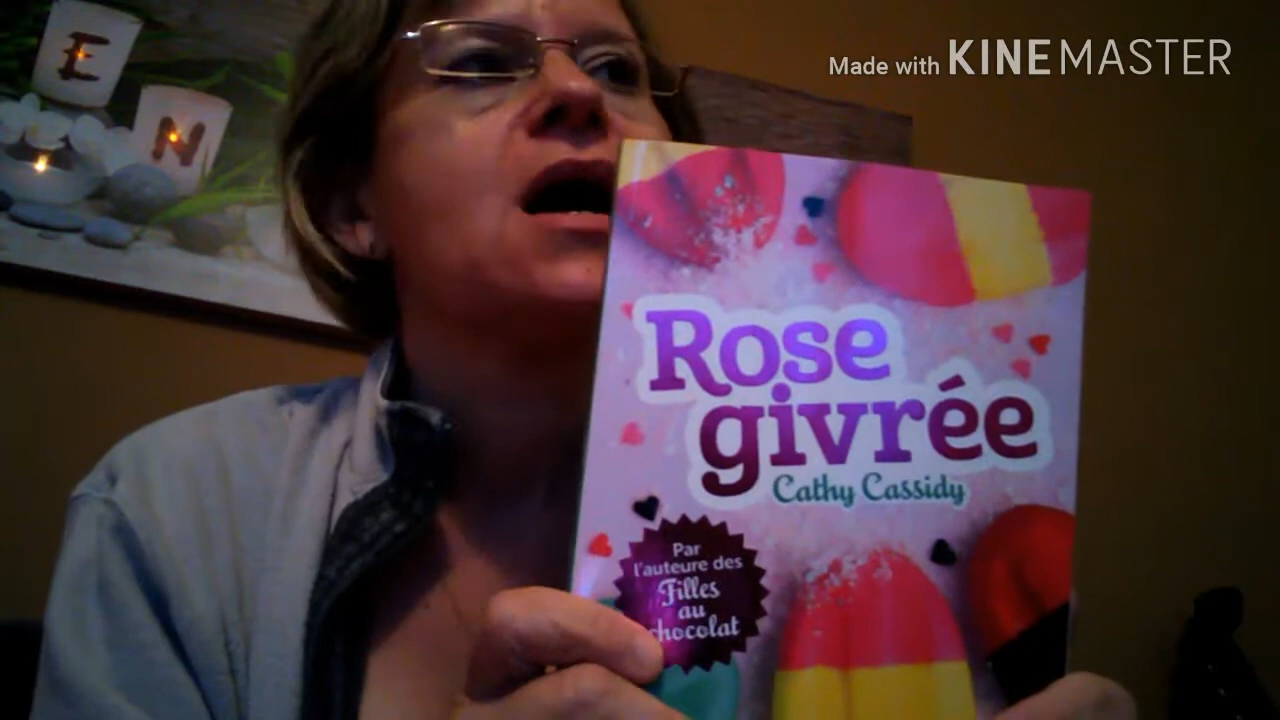 E
N
Made with KINEMASTER
Rose
givrée
Cathy Cassidy
Par
l'auteure des
Filles
au
chocolat